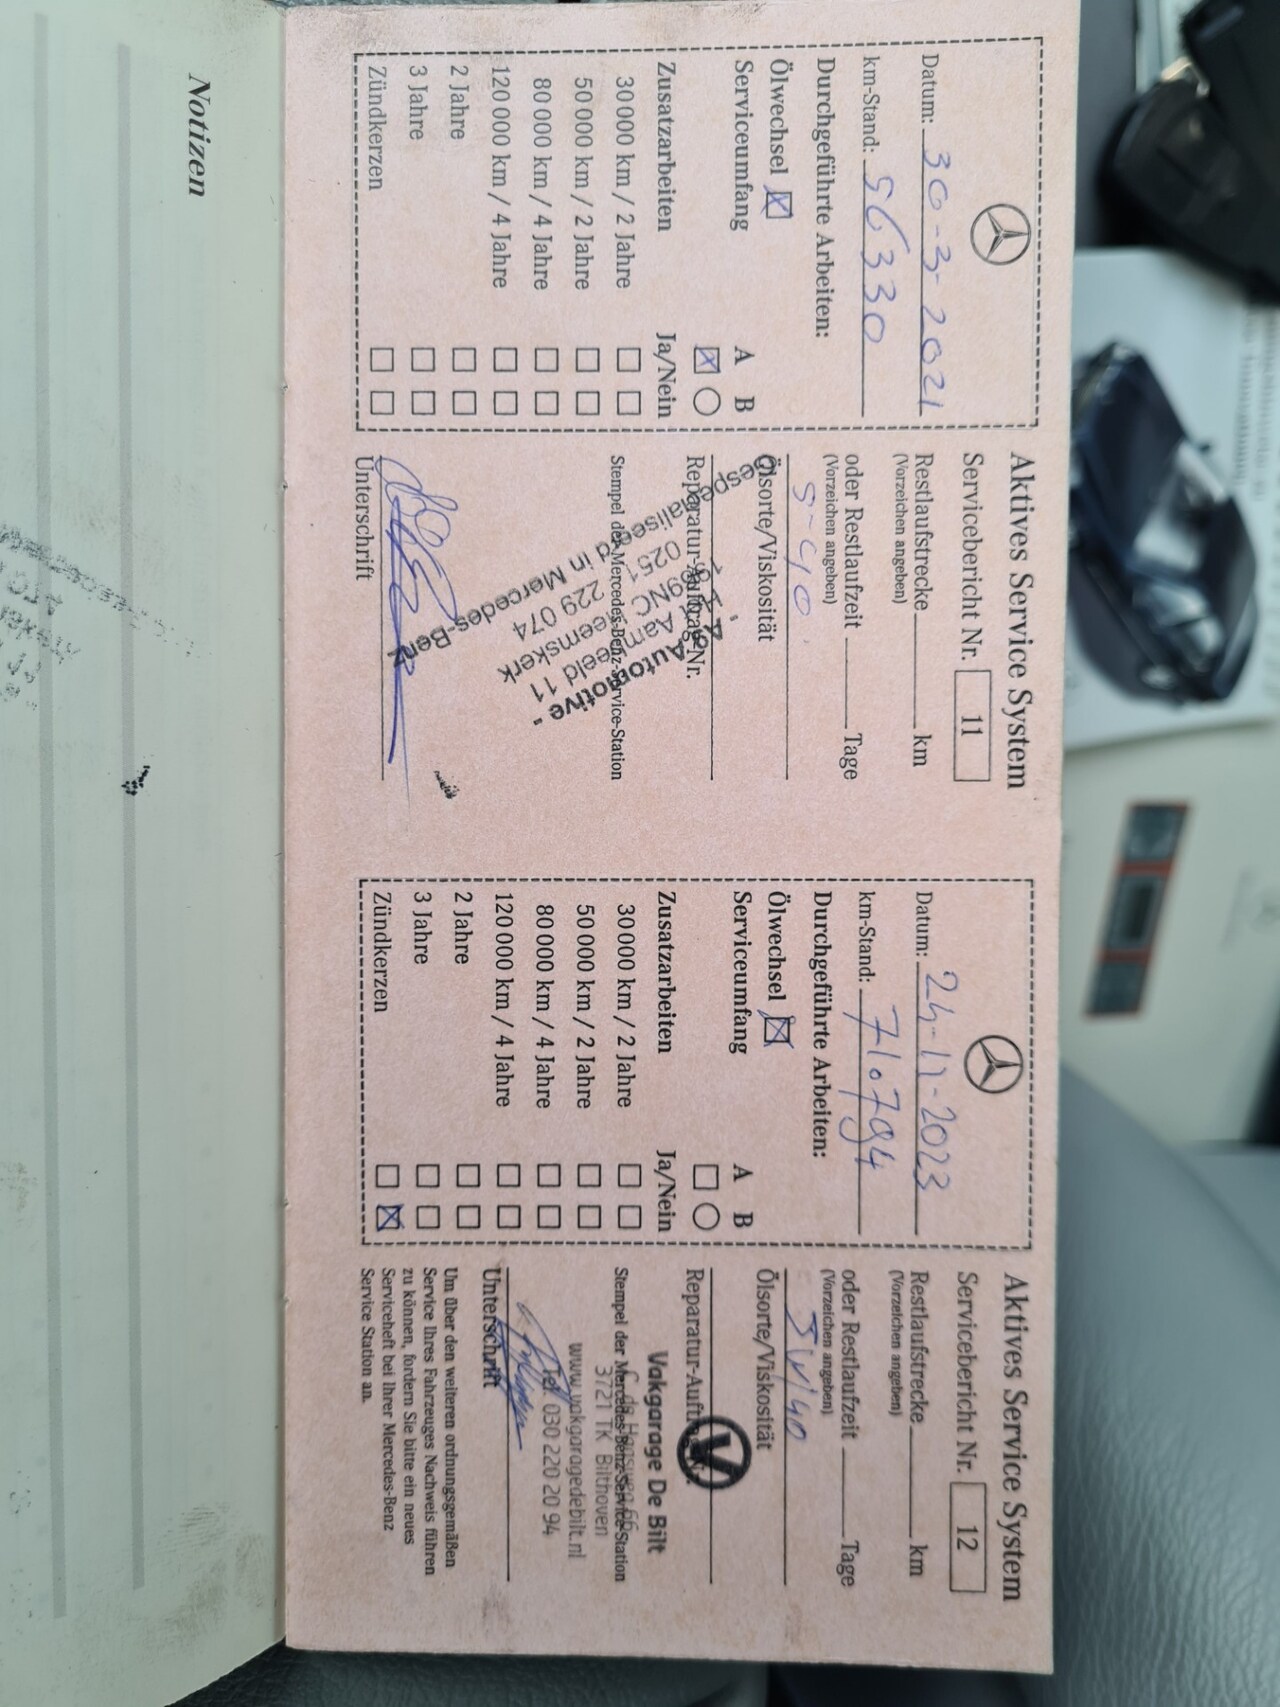 Notizen
Aktives Service System
Servicebericht Nr. 11
Datum: 30-3-2021
km-Stand: 56330
Durchgeführte Arbeiten:
Ölwechsel
Serviceumfang A B
Zusatzarbeiten Ja/Nein
30 000 km / 2 Jahre
50 000 km / 2 Jahre
80 000 km / 4 Jahre
120 000 km / 4 Jahre
2 Jahre
3 Jahre
Zündkerzen
Restlaufstrecke km
(Vorzeichen angeben)
oder Restlaufzeit Tage
(Vorzeichen angeben)
5-40
Ölsorte/Viskosität
Reparatur-Auftrag-Nr.
Stempel der Mercedes-Benz-Service-Station
Automotive -
Aambeeld 11
Heemskerk
0251 229 074
Gespecialiseerd in Mercedes-Benz
Unterschrift
Aktives Service System
Servicebericht Nr. 12
Datum: 24-11-2023
km-Stand: 71.794
Durchgeführte Arbeiten:
Ölwechsel
Serviceumfang A B
Zusatzarbeiten Ja/Nein
30 000 km / 2 Jahre
50 000 km / 2 Jahre
80 000 km / 4 Jahre
120 000 km / 4 Jahre
2 Jahre
3 Jahre
Zündkerzen
Restlaufstrecke km
(Vorzeichen angeben)
oder Restlaufzeit Tage
(Vorzeichen angeben)
5W40
Ölsorte/Viskosität
Reparatur-Auftrag-Nr.
Vakgarage De Bilt
Stempel der Mercedes-Benz-Service-Station
3721 TK Bilthoven
www.vakgaragedebilt.nl
Tel. 030 220 20 94
Unterschrift
Um über den weiteren ordnungsgemäßen
Service Ihres Fahrzeuges Nachweis führen
zu können, fordern Sie bitte ein neues
Serviceheft bei Ihrer Mercedes-Benz
Service Station an.